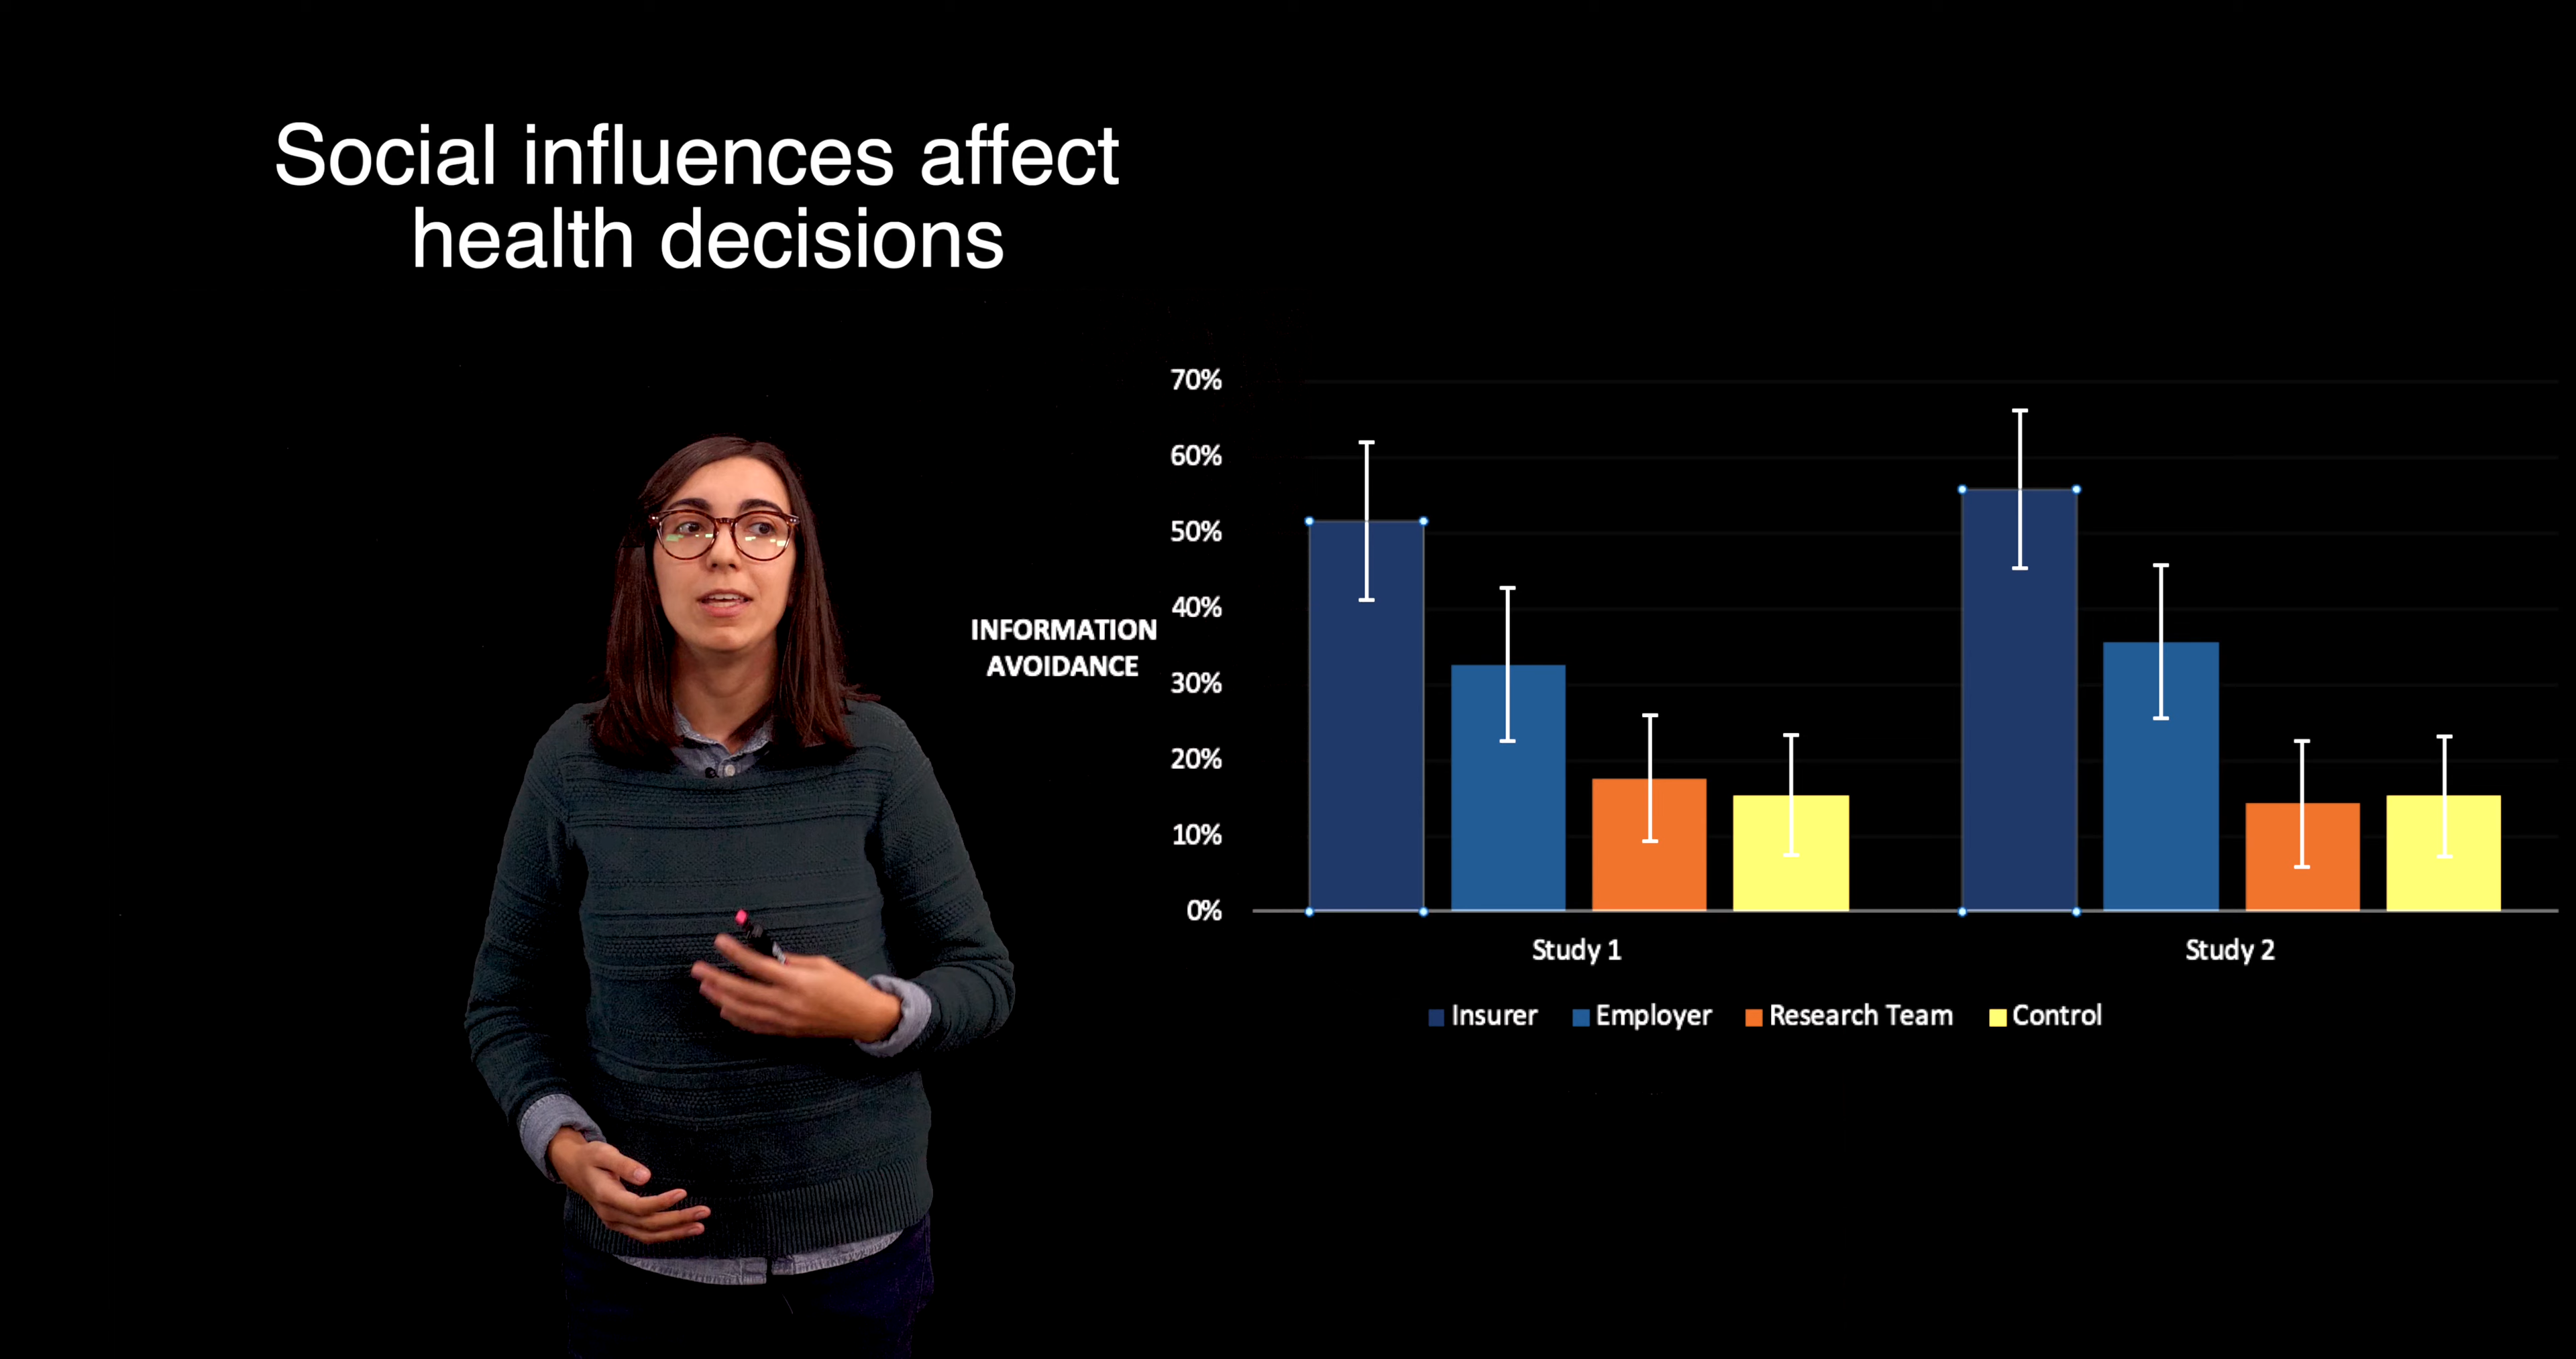 Social influences affect
health decisions
INFORMATION
AVOIDANCE
70%
60%
50%
40%
30%
20%
10%
0%
Study 1
Study 2
Insurer Employer Research Team Control